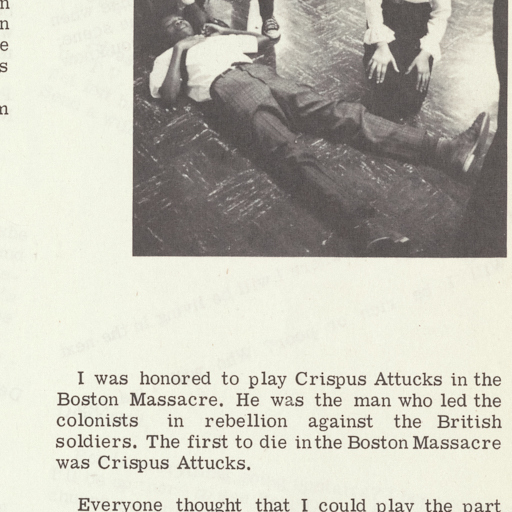 n
n
e
s
m
I was honored to play Crispus Attucks in the
Boston Massacre. He was the man who led the
colonists in rebellion against the British
soldiers. The first to die in the Boston Massacre
was Crispus Attucks.
Everyone thought that I could play the part